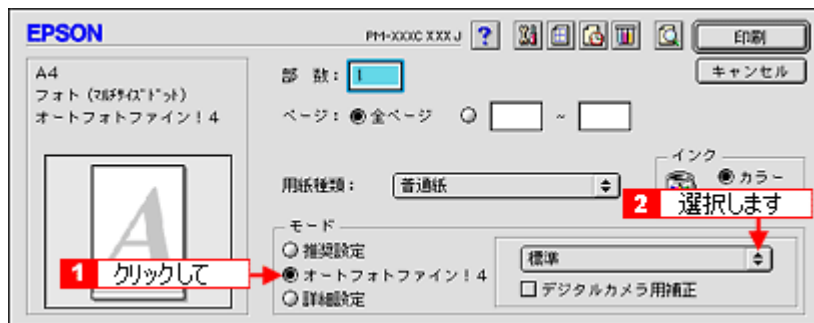 EPSON
PM-XXXC XXX J
?
印刷
キャンセル
A4
フォト (マルチサイズドット)
オートフォトファイン！4
部 数：1
ページ：全ページ ~
用紙種類：普通紙
インク
カラー
2 選択します
モード
推奨設定
オートフォトファイン！4
詳細設定
1 クリックして
標準
デジタルカメラ用補正
A